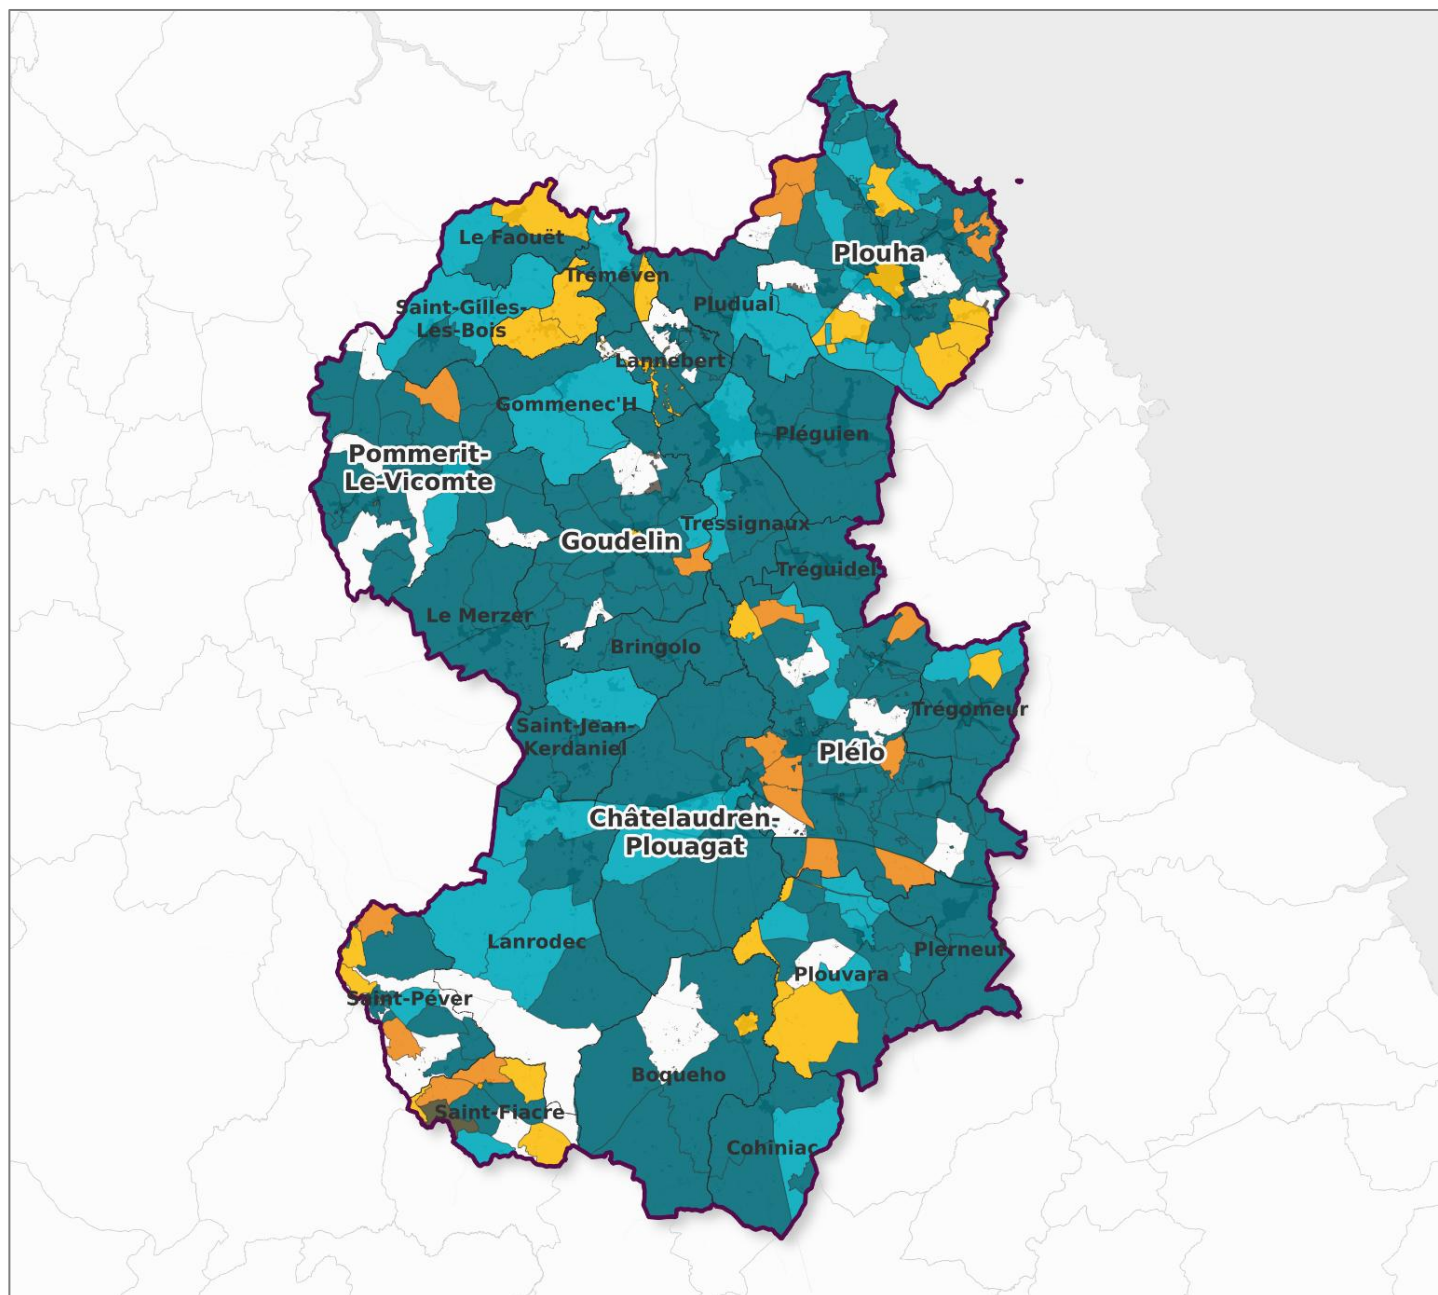 Plouha
Le Faouët
Tréméven
Pludual
Saint-Gilles-
Les-Bois
Lannebert
Gommenec'H
Pléguien
Pommerit-
Le-Vicomte
Tressignaux
Goudelin
Tréguidel
Le Merzer
Bringolo
Trégomeur
Saint-Jean-
Kerdaniel
Plélo
Châtelaudren-
Plouagat
Lanrodec
Plerneuf
Plouvara
Saint-Péver
Boqueho
Saint-Fiacre
Cohiniac